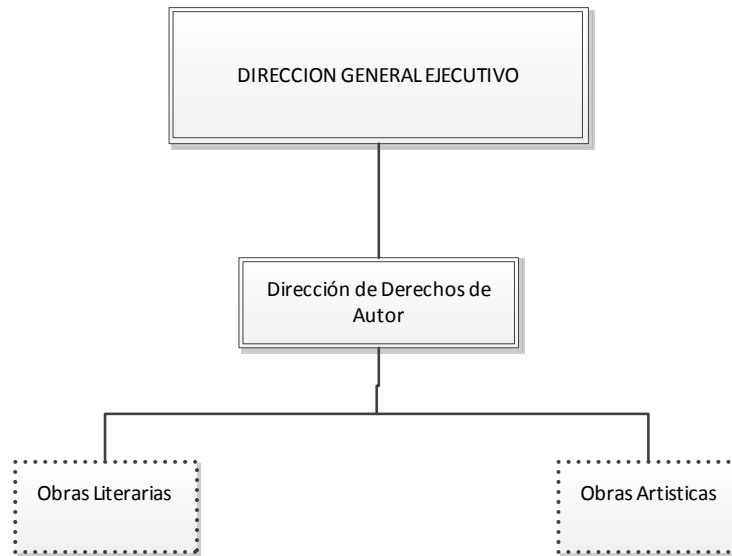 DIRECCION GENERAL EJECUTIVO
Dirección de Derechos de
Autor
Obras Literarias
Obras Artisticas